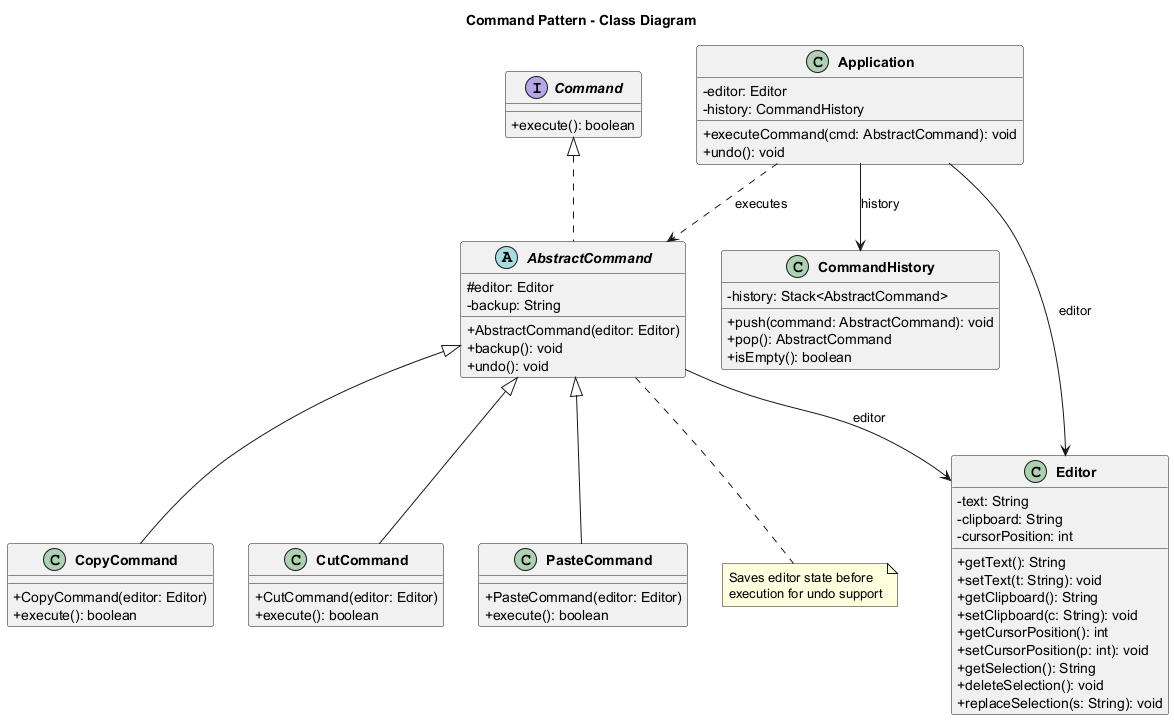 Command Pattern - Class Diagram
I Command
+execute(): boolean
C Application
-editor: Editor
-history: CommandHistory
+executeCommand(cmd: AbstractCommand): void
+undo(): void
executes
history
editor
A AbstractCommand
#editor: Editor
-backup: String
+AbstractCommand(editor: Editor)
+backup(): void
+undo(): void
C CommandHistory
-history: Stack<AbstractCommand>
+push(command: AbstractCommand): void
+pop(): AbstractCommand
+isEmpty(): boolean
editor
C CopyCommand
+CopyCommand(editor: Editor)
+execute(): boolean
C CutCommand
+CutCommand(editor: Editor)
+execute(): boolean
C PasteCommand
+PasteCommand(editor: Editor)
+execute(): boolean
Saves editor state before
execution for undo support
C Editor
-text: String
-clipboard: String
-cursorPosition: int
+getText(): String
+setText(t: String): void
+getClipboard(): String
+setClipboard(c: String): void
+getCursorPosition(): int
+setCursorPosition(p: int): void
+getSelection(): String
+deleteSelection(): void
+replaceSelection(s: String): void